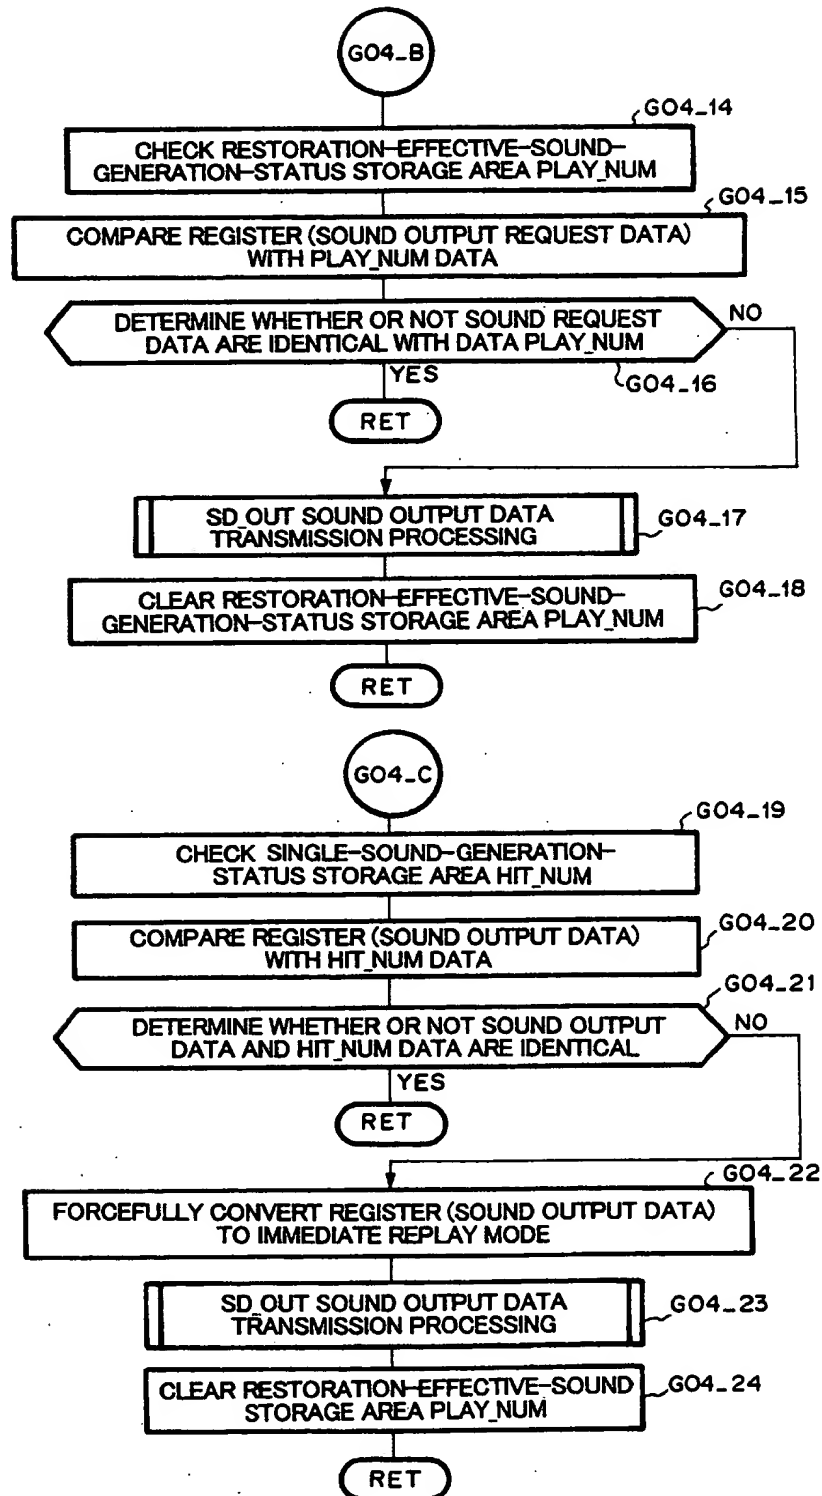 G04_B
G04_14
CHECK RESTORATION-EFFECTIVE-SOUND-
GENERATION-STATUS STORAGE AREA PLAY_NUM
G04_15
COMPARE REGISTER (SOUND OUTPUT REQUEST DATA)
WITH PLAY_NUM DATA
DETERMINE WHETHER OR NOT SOUND REQUEST
DATA ARE IDENTICAL WITH DATA PLAY_NUM
NO
YES
G04_16
RET
SD_OUT SOUND OUTPUT DATA
TRANSMISSION PROCESSING
G04_17
CLEAR RESTORATION-EFFECTIVE-SOUND-
GENERATION-STATUS STORAGE AREA PLAY_NUM
G04_18
RET
G04_C
G04_19
CHECK SINGLE-SOUND-GENERATION-
STATUS STORAGE AREA HIT_NUM
COMPARE REGISTER (SOUND OUTPUT DATA)
WITH HIT_NUM DATA
G04_20
G04_21
DETERMINE WHETHER OR NOT SOUND OUTPUT
DATA AND HIT_NUM DATA ARE IDENTICAL
NO
YES
RET
G04_22
FORCEFULLY CONVERT REGISTER (SOUND OUTPUT DATA)
TO IMMEDIATE REPLAY MODE
SD_OUT SOUND OUTPUT DATA
TRANSMISSION PROCESSING
G04_23
CLEAR RESTORATION-EFFECTIVE-SOUND
STORAGE AREA PLAY_NUM
G04_24
RET